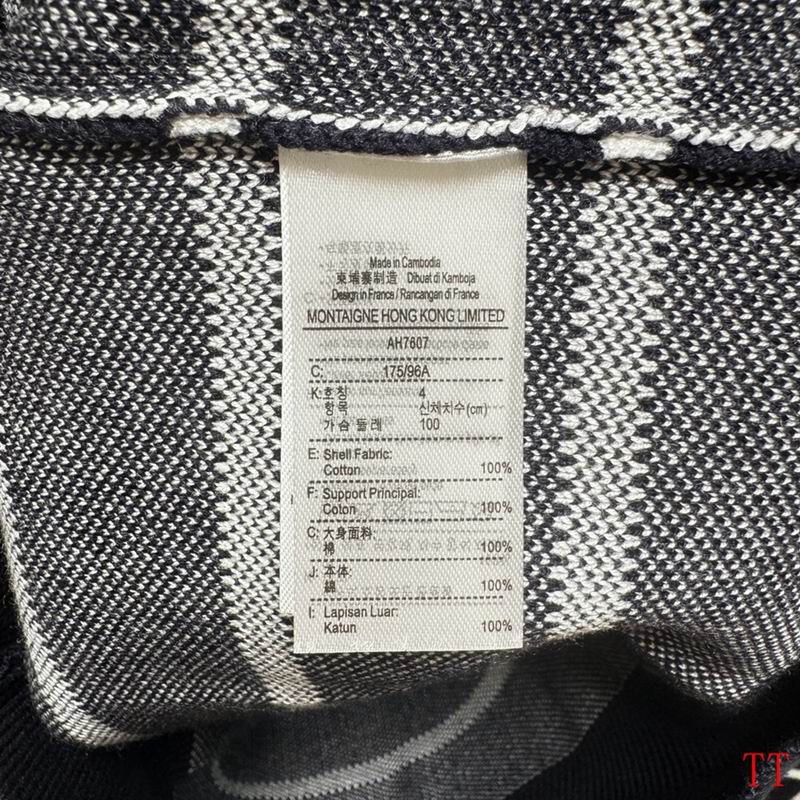 Made in Cambodia
柬埔寨制造 Dibuat di Kamboja
Design in France / Rancangan di France
MONTAIGNE HONG KONG LIMITED
AH7607
C: 175/96A
K: 호칭 4
항목 신체치수(cm)
가슴 둘레 100
E: Shell Fabric:
Cotton 100%
F: Support Principal:
Coton 100%
C: 大身面料:
棉 100%
J: 本体:
綿 100%
I: Lapisan Luar:
Katun 100%
TT